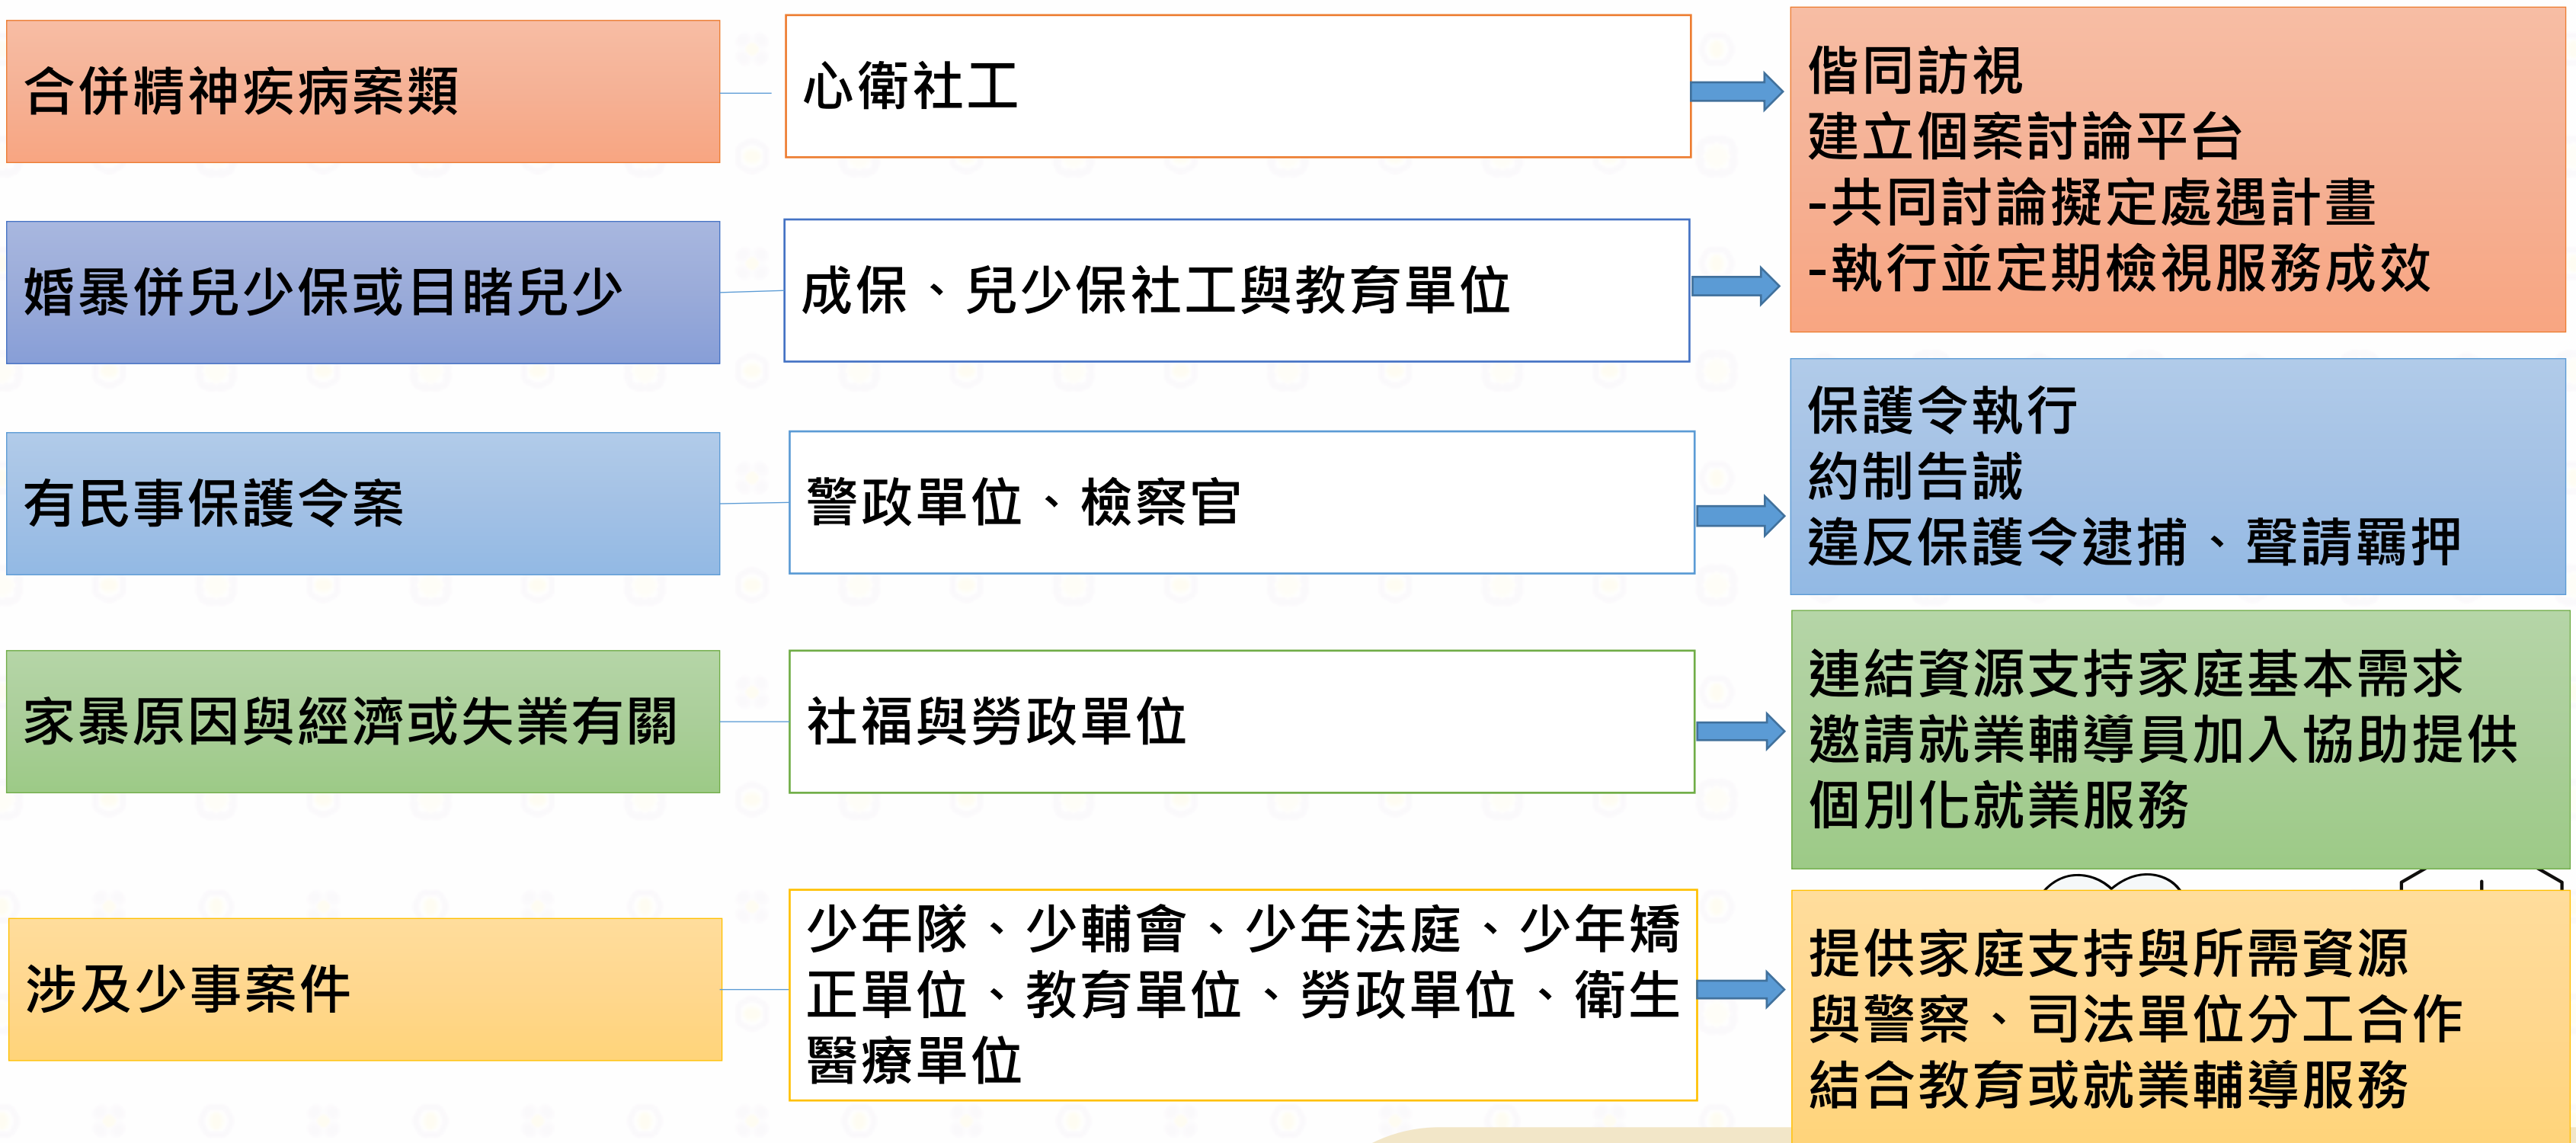 合併精神疾病案類
心衛社工
偕同訪視
建立個案討論平台
-共同討論擬定處遇計畫
-執行並定期檢視服務成效
婚暴併兒少保或目睹兒少
成保、兒少保社工與教育單位
有民事保護令案
警政單位、檢察官
保護令執行
約制告誡
違反保護令逮捕、聲請羈押
家暴原因與經濟或失業有關
社福與勞政單位
連結資源支持家庭基本需求
邀請就業輔導員加入協助提供
個別化就業服務
涉及少事案件
少年隊、少輔會、少年法庭、少年矯
正單位、教育單位、勞政單位、衛生
醫療單位
提供家庭支持與所需資源
與警察、司法單位分工合作
結合教育或就業輔導服務